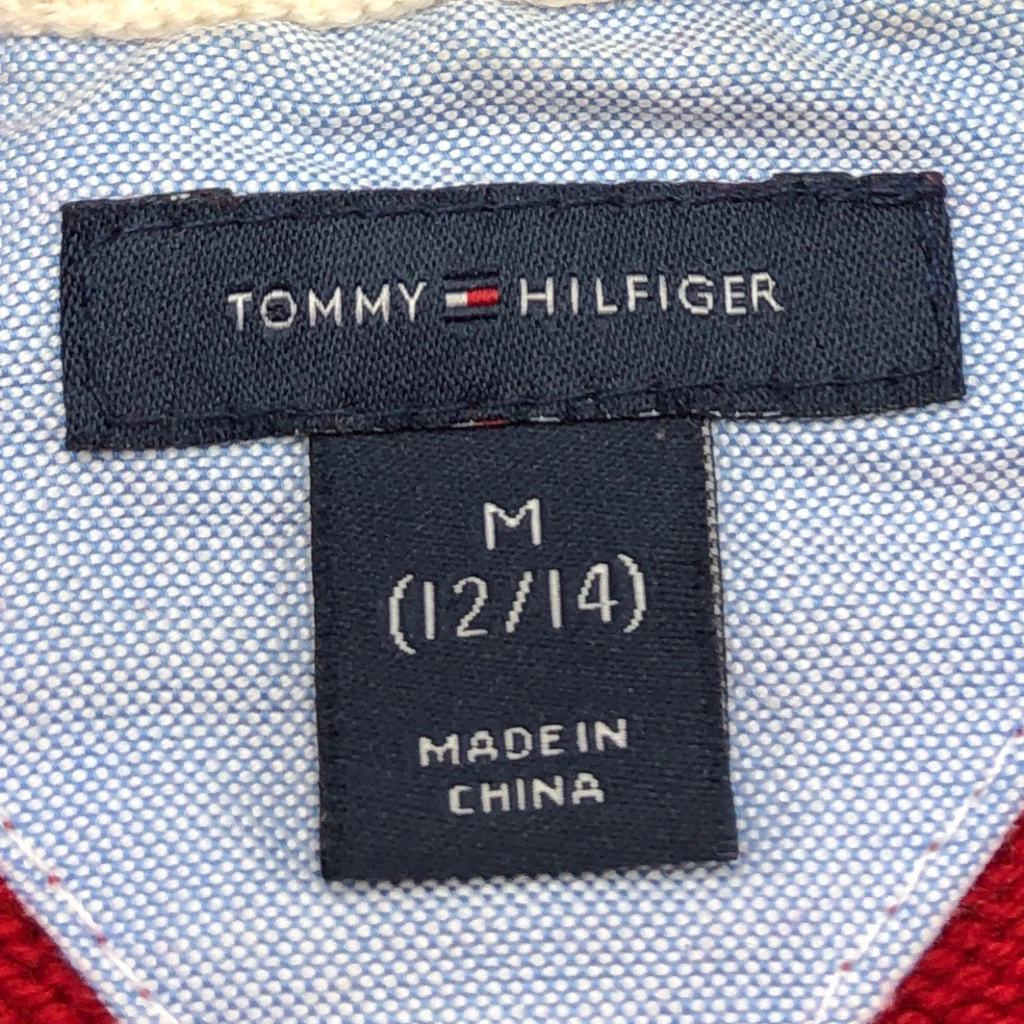 TOMMY HILFIGER
M
(12/14)
MADE IN
CHINA